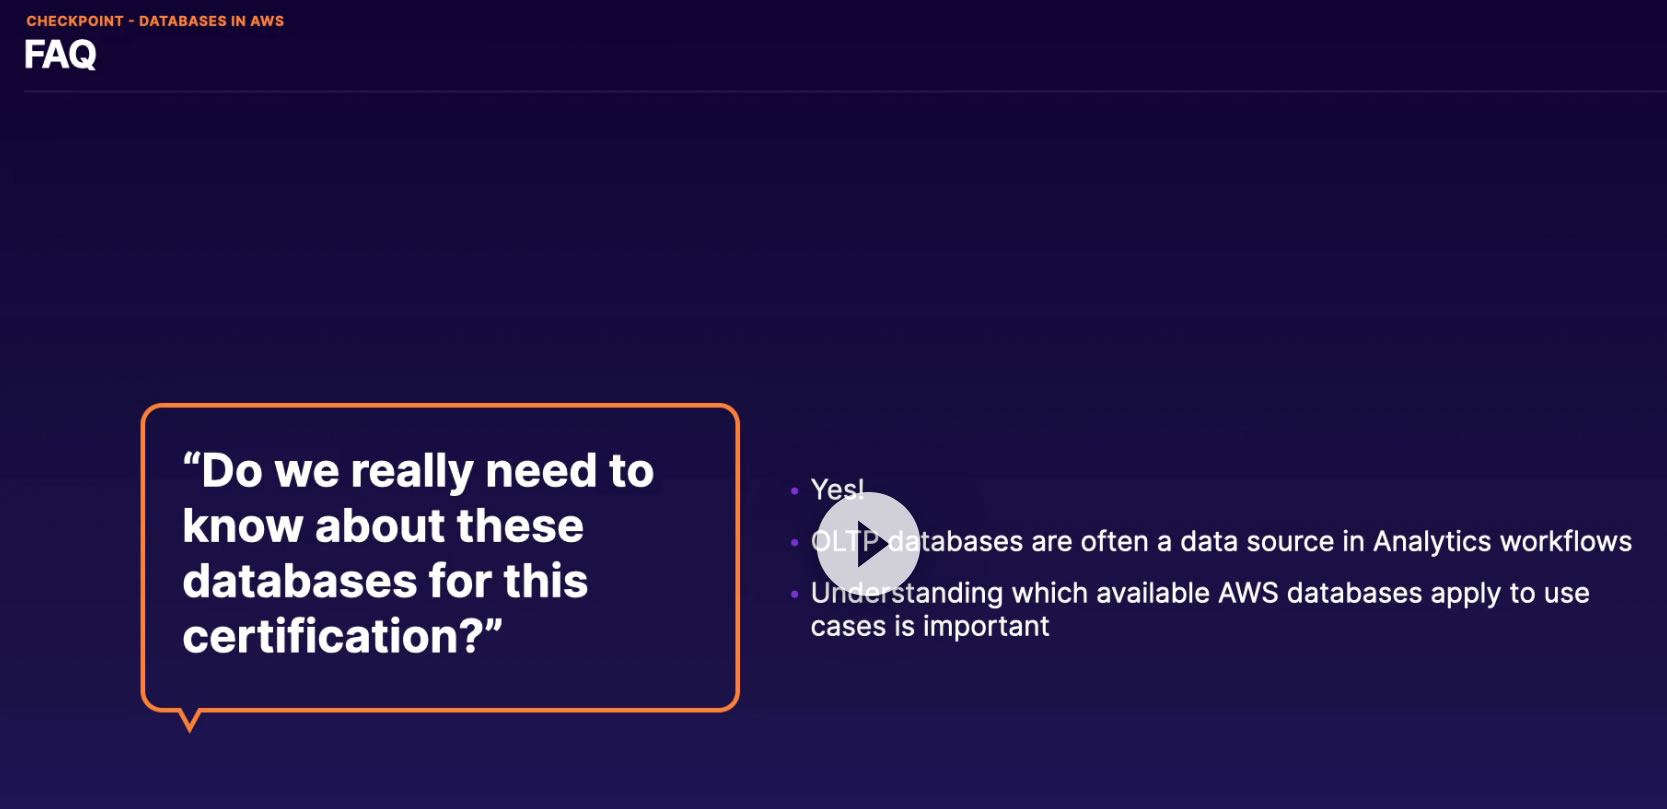 CHECKPOINT - DATABASES IN AWS
FAQ
“Do we really need to
know about these
databases for this
certification?”
• Yes!
• OLTP databases are often a data source in Analytics workflows
• Understanding which available AWS databases apply to use
cases is important